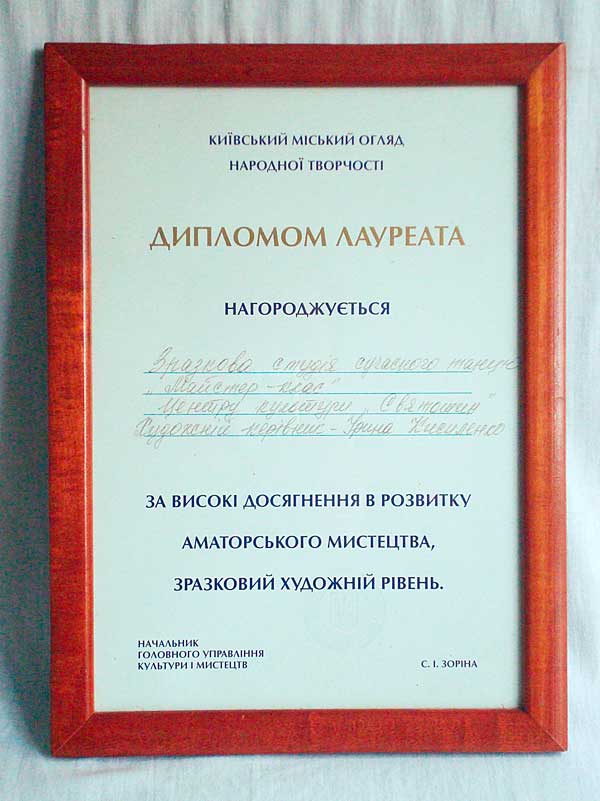 КИЇВСЬКИЙ МІСЬКИЙ ОГЛЯД
НАРОДНОЇ ТВОРЧОСТІ
ДИПЛОМОМ ЛАУРЕАТА
НАГОРОДЖУЄТЬСЯ
Зразкова студія сучасного танцю
„Майстер-клас"
Центру культури „Святошин"
Художній керівник - Ірина Кисиленко
ЗА ВИСОКІ ДОСЯГНЕННЯ В РОЗВИТКУ
АМАТОРСЬКОГО МИСТЕЦТВА,
ЗРАЗКОВИЙ ХУДОЖНІЙ РІВЕНЬ.
НАЧАЛЬНИК
ГОЛОВНОГО УПРАВЛІННЯ
КУЛЬТУРИ І МИСТЕЦТВ
С. І. ЗОРІНА